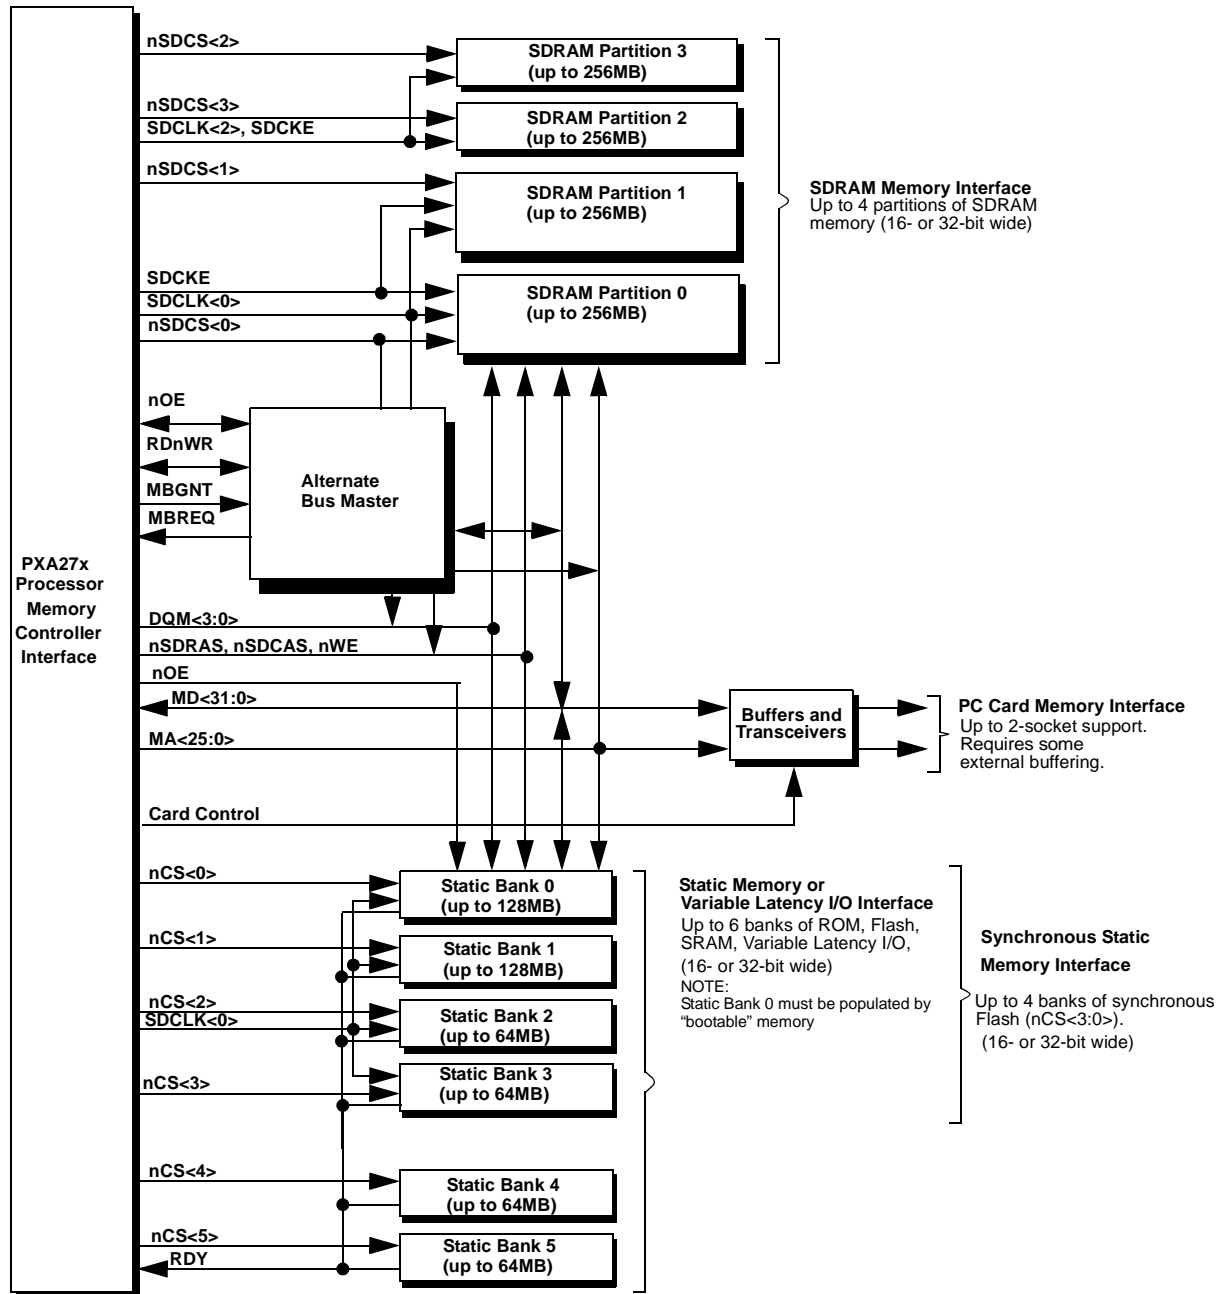 nSDCS<2>
SDRAM Partition 3
(up to 256MB)
nSDCS<3>
SDCLK<2>, SDCKE
SDRAM Partition 2
(up to 256MB)
nSDCS<1>
SDRAM Partition 1
(up to 256MB)
SDRAM Memory Interface
Up to 4 partitions of SDRAM
memory (16- or 32-bit wide)
SDCKE
SDCLK<0>
nSDCS<0>
SDRAM Partition 0
(up to 256MB)
nOE
RDnWR
MBGNT
MBREQ
Alternate
Bus Master
PXA27x
Processor
Memory
Controller
Interface
DQM<3:0>
nSDRAS, nSDCAS, nWE
nOE
MD<31:0>
MA<25:0>
Buffers and
Transceivers
PC Card Memory Interface
Up to 2-socket support.
Requires some
external buffering.
Card Control
nCS<0>
Static Bank 0
(up to 128MB)
nCS<1>
Static Bank 1
(up to 128MB)
nCS<2>
SDCLK<0>
Static Bank 2
(up to 64MB)
nCS<3>
Static Bank 3
(up to 64MB)
nCS<4>
Static Bank 4
(up to 64MB)
nCS<5>
RDY
Static Bank 5
(up to 64MB)
Static Memory or
Variable Latency I/O Interface
Up to 6 banks of ROM, Flash,
SRAM, Variable Latency I/O,
(16- or 32-bit wide)
NOTE:
Static Bank 0 must be populated by
“bootable” memory
Synchronous Static
Memory Interface
Up to 4 banks of synchronous
Flash (nCS<3:0>).
(16- or 32-bit wide)